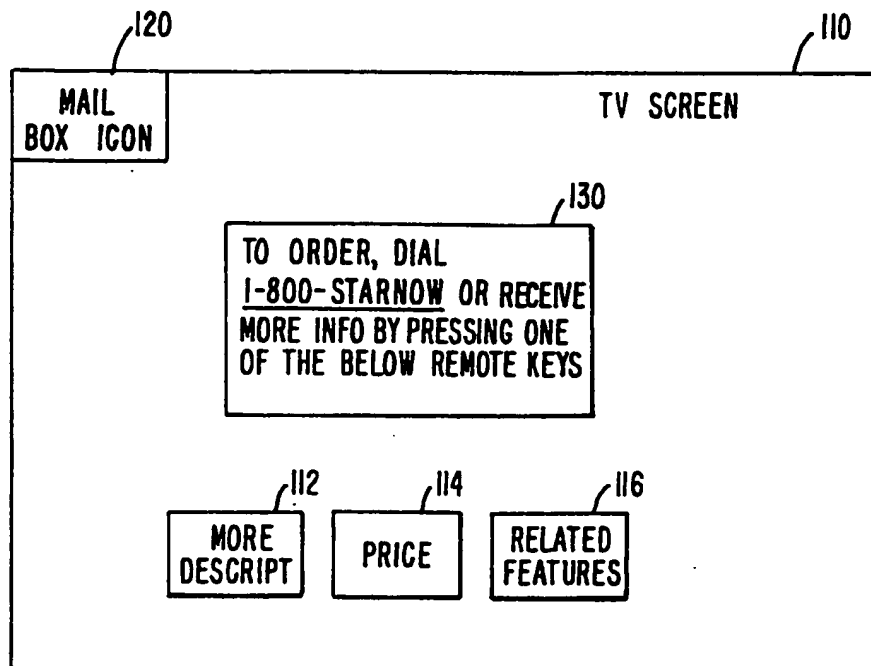 120
110
MAIL
BOX ICON
TV SCREEN
130
TO ORDER, DIAL
1-800-STARNOW OR RECEIVE
MORE INFO BY PRESSING ONE
OF THE BELOW REMOTE KEYS
112
114
116
MORE
DESCRIPT
PRICE
RELATED
FEATURES